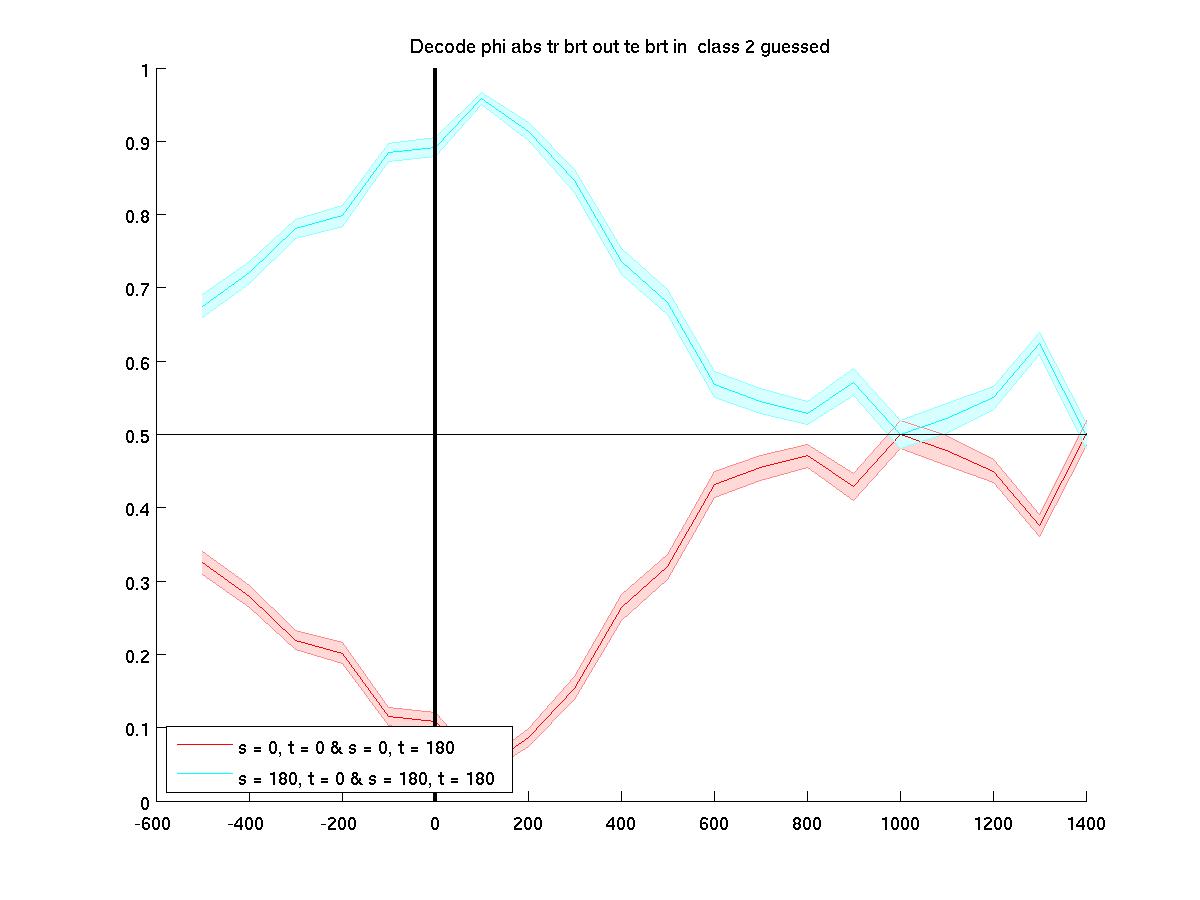 Decode phi abs tr brt out te brt in  class 2 guessed
1
0.9
0.8
0.7
0.6
0.5
0.4
0.3
0.2
0.1
0
s = 0, t = 0 & s = 0, t = 180
s = 180, t = 0 & s = 180, t = 180
-600 -400 -200 0 200 400 600 800 1000 1200 1400